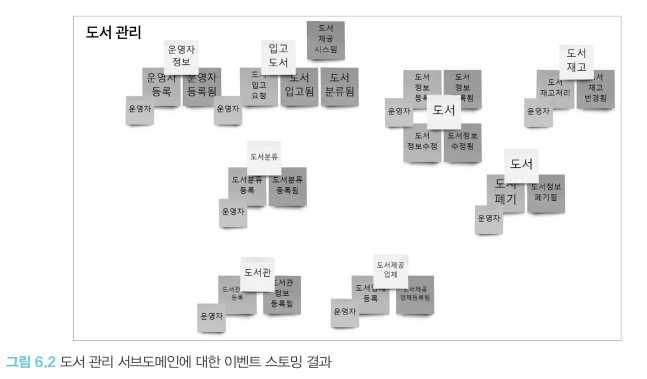 도서 관리
도서
제공
시스템
운영자
정보
운영자
등록
운영자
등록됨
운영자
입고
도서
도서
입고
요청
도서
입고됨
도서
분류됨
운영자
도서
정보
등록
도서
정보
등록됨
도서
운영자
도서
정보수정
도서정보
수정됨
도서
재고
도서
재고처리
도서
재고
변경됨
운영자
도서분류
도서분류
등록
도서분류
등록됨
운영자
도서
도서
폐기
도서정보
폐기됨
운영자
도서관
도서관
등록
도서관
정보
등록됨
운영자
도서제공
업체
도서업체
등록
도서제공
업체등록됨
운영자
그림 6.2 도서 관리 서브도메인에 대한 이벤트 스토밍 결과